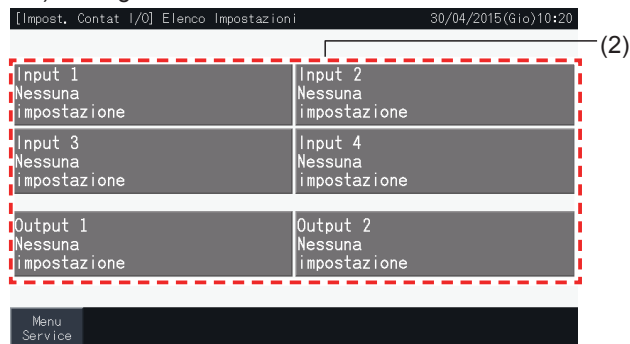 [Impost. Contat I/O] Elenco Impostazioni 30/04/2015(Gio)10:20
(2)
Input 1
Nessuna
impostazione
Input 2
Nessuna
impostazione
Input 3
Nessuna
impostazione
Input 4
Nessuna
impostazione
Output 1
Nessuna
impostazione
Output 2
Nessuna
impostazione
Menu
Service